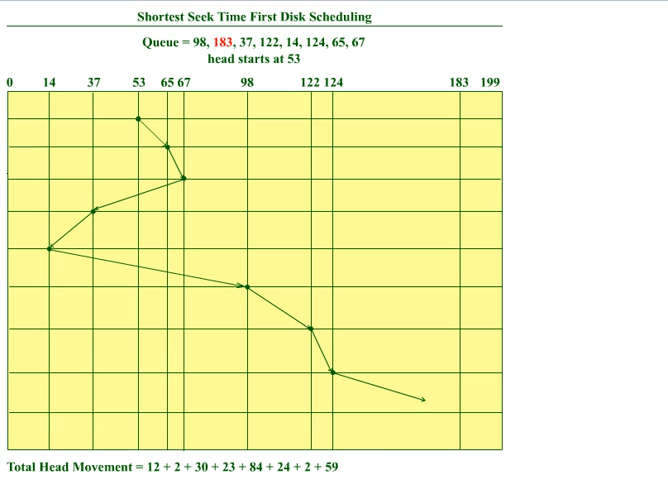 Shortest Seek Time First Disk Scheduling
Queue = 98, 183, 37, 122, 14, 124, 65, 67
head starts at 53
0 14 37 53 65 67 98 122 124 183 199
Total Head Movement = 12 + 2 + 30 + 23 + 84 + 24 + 2 + 59